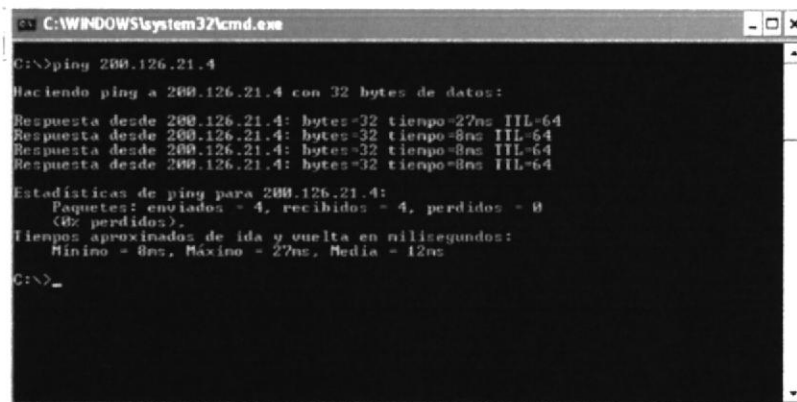 C:\WINDOWS\system32\cmd.exe
C:\>ping 200.126.21.4
Haciendo ping a 200.126.21.4 con 32 bytes de datos:
Respuesta desde 200.126.21.4: bytes=32 tiempo=27ms TTL=64
Respuesta desde 200.126.21.4: bytes=32 tiempo=8ms TTL=64
Respuesta desde 200.126.21.4: bytes=32 tiempo=8ms TTL=64
Respuesta desde 200.126.21.4: bytes=32 tiempo=8ms TTL=64
Estadísticas de ping para 200.126.21.4:
Paquetes: enviados = 4, recibidos = 4, perdidos = 0
(0% perdidos),
Tiempos aproximados de ida y vuelta en milisegundos:
Mínimo = 8ms, Máximo = 27ms, Media = 12ms
C:\>_